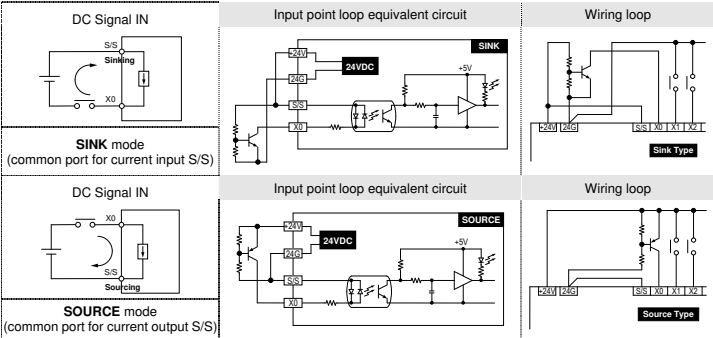 DC Signal IN
Input point loop equivalent circuit
Wiring loop
S/S
Sinking
X0
SINK mode
(common port for current input S/S)
SINK
+24V
24VDC
24G
+5V
S/S
X0
+24V 24G S/S X0 X1 X2
Sink Type
DC Signal IN
Input point loop equivalent circuit
Wiring loop
X0
S/S
Sourcing
SOURCE mode
(common port for current output S/S)
SOURCE
+24V
24VDC
24G
+5V
S/S
X0
+24V 24G S/S X0 X1 X2
Source Type